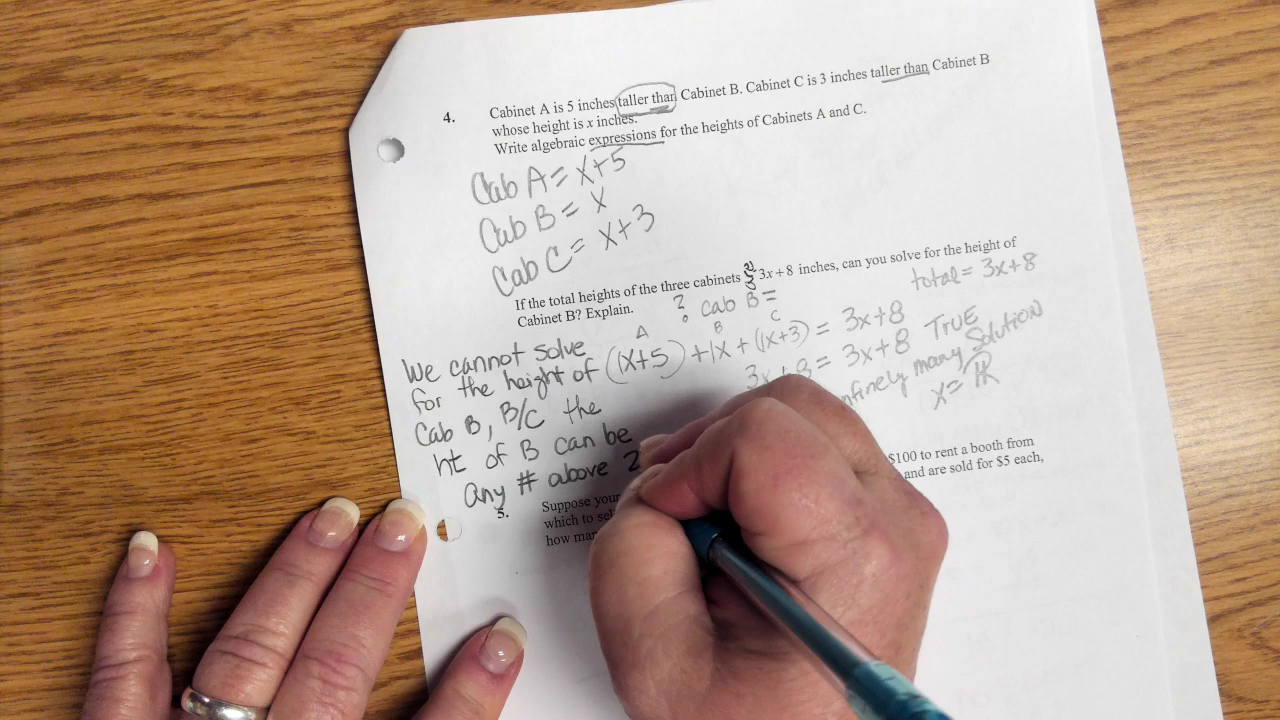 4. Cabinet A is 5 inches taller than Cabinet B. Cabinet C is 3 inches taller than Cabinet B
whose height is x inches.
Write algebraic expressions for the heights of Cabinets A and C.
Cab A = x+5
Cab B = x
Cab C = x+3
If the total heights of the three cabinets 3x + 8 inches, can you solve for the height of
Cabinet B? Explain.
? cab B =
total = 3x+8
A B C
(1x+5) + 1x + (1x+3) = 3x+8
3x+8 = 3x+8 TRUE
many Solution
x = ℝ
We cannot solve
for the height of
Cab B, B/C the
ht of B can be
any # above
5. Suppose your $100 to rent a booth from
which to sel and are sold for $5 each,
how man